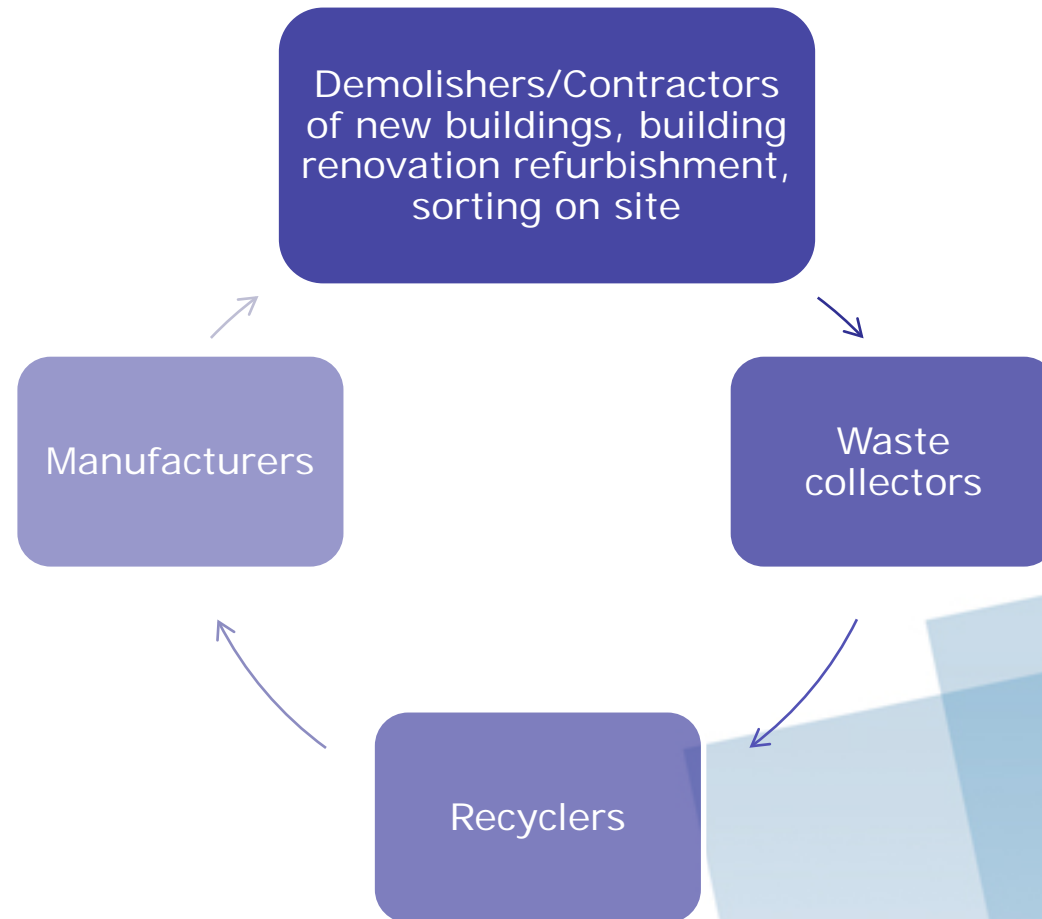 Demolishers/Contractors
of new buildings, building
renovation refurbishment,
sorting on site
Waste
collectors
Recyclers
Manufacturers